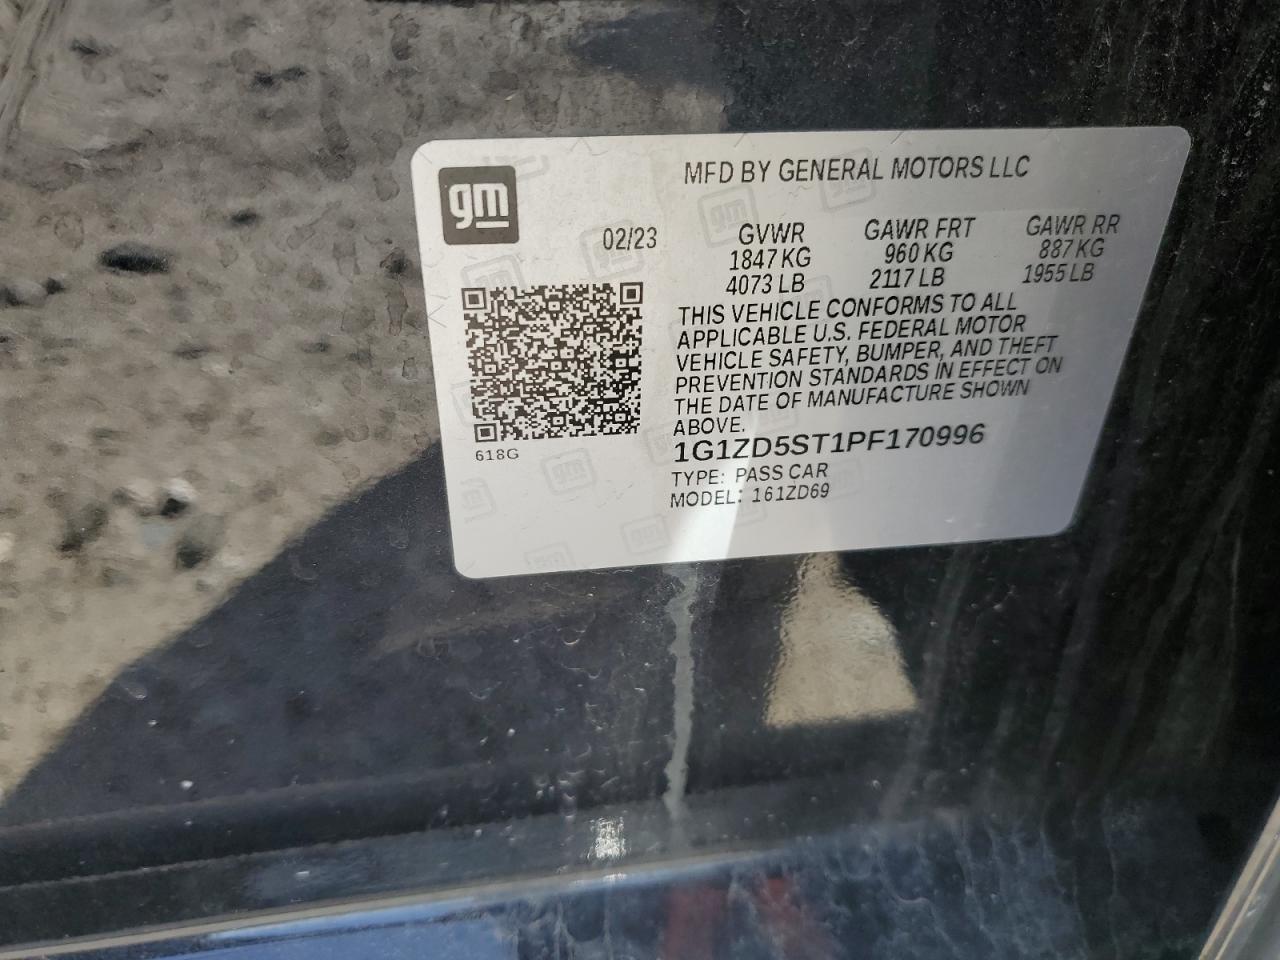 gm
MFD BY GENERAL MOTORS LLC
02/23
GVWR GAWR FRT GAWR RR
1847 KG 960 KG 887 KG
4073 LB 2117 LB 1955 LB
THIS VEHICLE CONFORMS TO ALL
APPLICABLE U.S. FEDERAL MOTOR
VEHICLE SAFETY, BUMPER, AND THEFT
PREVENTION STANDARDS IN EFFECT ON
THE DATE OF MANUFACTURE SHOWN
ABOVE.
1G1ZD5ST1PF170996
618G
TYPE: PASS CAR
MODEL: 161ZD69